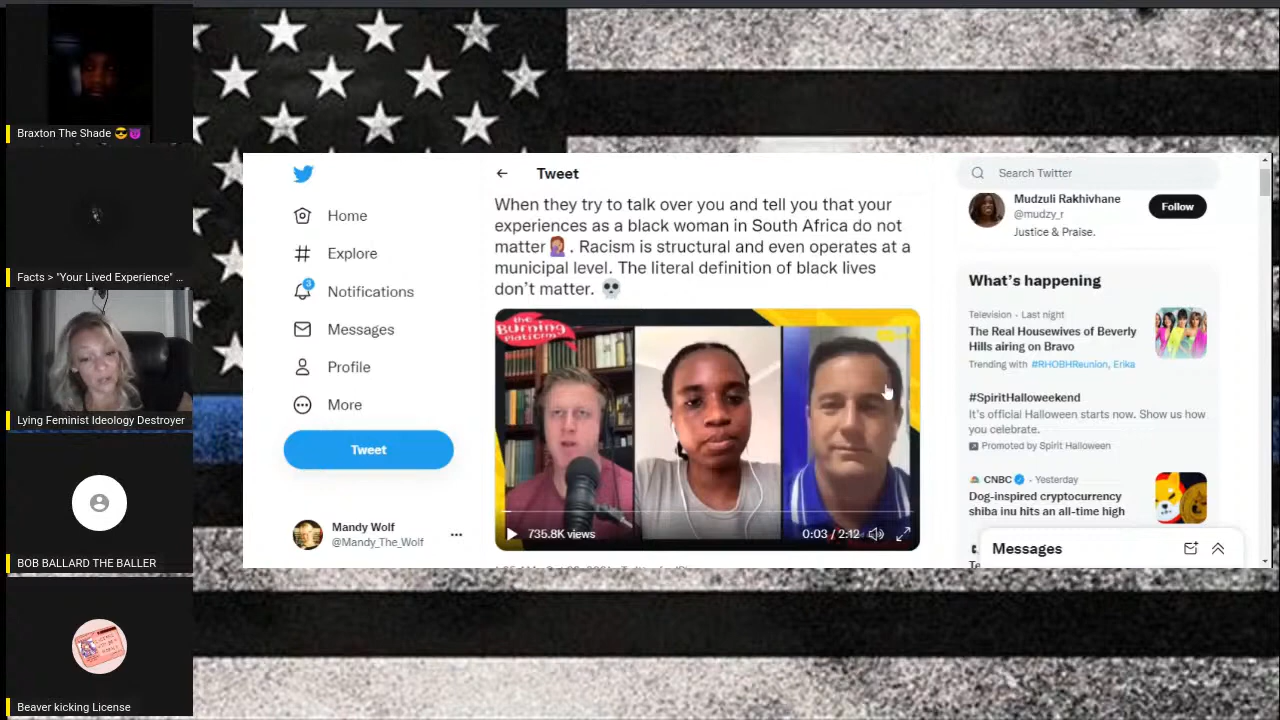 Braxton The Shade 😎😈
Facts > "Your Lived Experience" ...
Lying Feminist Ideology Destroyer
BOB BALLARD THE BALLER
Beaver kicking License
Home
Explore
3
Notifications
Messages
Profile
More
Tweet
Mandy Wolf
@Mandy_The_Wolf
Tweet
When they try to talk over you and tell you that your
experiences as a black woman in South Africa do not
matter🤦🏽‍♀️. Racism is structural and even operates at a
municipal level. The literal definition of black lives
don't matter. 💀
the
Burning
Platform
735.8K views
0:03 / 2:12
Search Twitter
Mudzuli Rakhivhane
@mudzy_r
Follow
Justice & Praise.
What's happening
Television · Last night
The Real Housewives of Beverly
Hills airing on Bravo
Trending with #RHOBHReunion, Erika
#SpiritHalloweekend
It's official Halloween starts now. Show us how
you celebrate.
Promoted by Spirit Halloween
CNBC · Yesterday
Dog-inspired cryptocurrency
shiba inu hits an all-time high
Messages